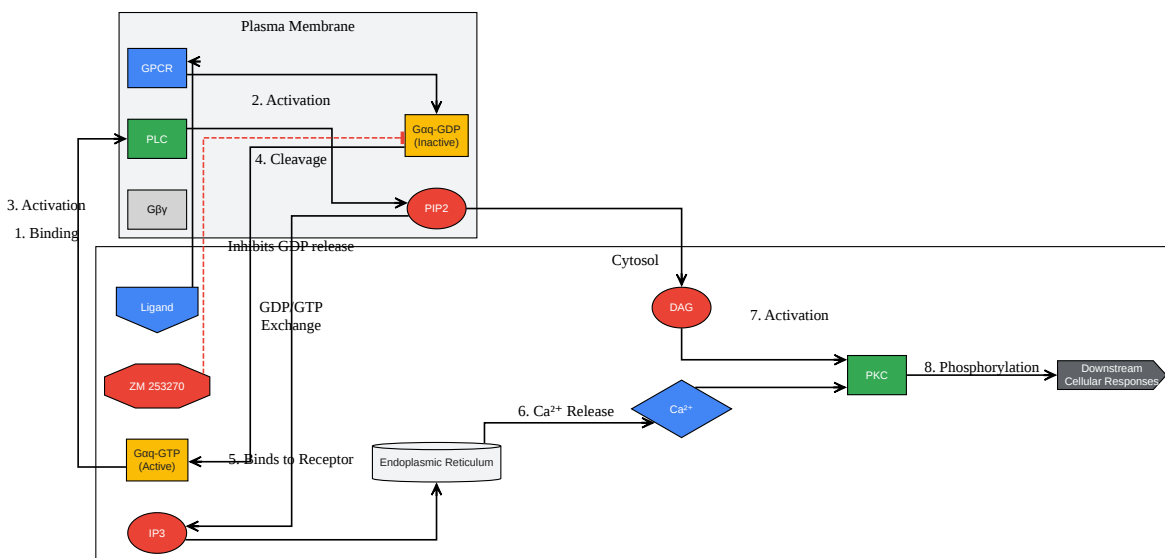 Plasma Membrane
GPCR
2. Activation
PLC
Gαq-GDP
(Inactive)
4. Cleavage
3. Activation
Gβγ
PIP2
1. Binding
Inhibits GDP release
Cytosol
Ligand
GDP/GTP
Exchange
DAG
7. Activation
ZM 253270
PKC
8. Phosphorylation
Downstream
Cellular Responses
6. Ca²⁺ Release
Ca²⁺
Gαq-GTP
(Active)
5. Binds to Receptor
Endoplasmic Reticulum
IP3